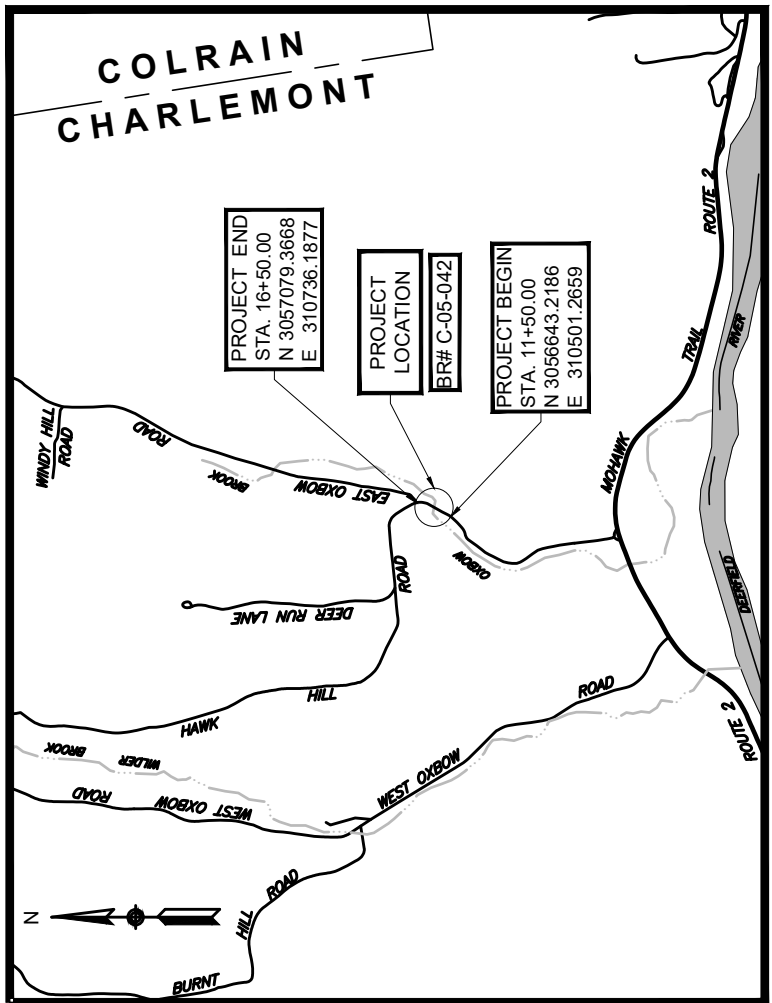 COLRAIN
CHARLEMONT
ROUTE 2
PROJECT END
STA. 16+50.00
N 3057079.3668
E 310736.1877
PROJECT
LOCATION
BR# C-05-042
PROJECT BEGIN
STA. 11+50.00
N 3056643.2186
E 310501.2659
TRAIL
RIVER
MOHAWK
WINDY HILL
ROAD
ROAD
BROOK
EAST OXBOW
OXBOW
ROAD
DEER RUN LANE
DEERFIELD
HILL
HAWK
ROAD
ROUTE 2
BROOK
WILDER
WEST OXBOW
ROAD
WEST OXBOW
ROAD
HILL
BURNT
N